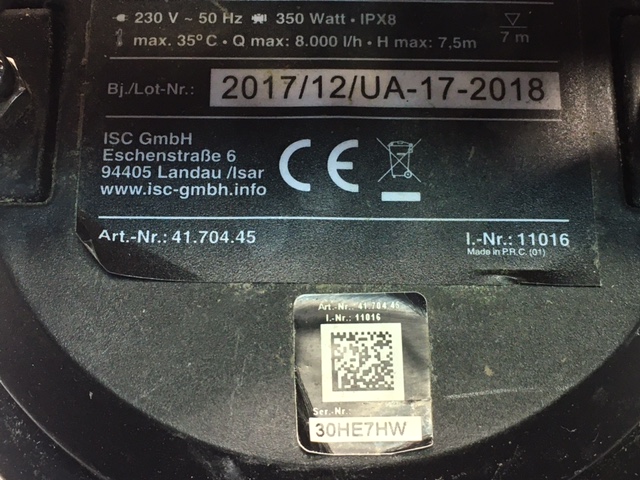 230 V ~ 50 Hz 350 Watt · IPX8
max. 35°C · Q max: 8.000 l/h · H max: 7,5m
7 m
Bj./Lot-Nr.: 2017/12/UA-17-2018
ISC GmbH
Eschenstraße 6
94405 Landau /Isar
www.isc-gmbh.info
CE
Art.-Nr.: 41.704.45
I.-Nr.: 11016
Made in P.R.C. (01)
Art.-Nr.: 41.704.45
I.-Nr.: 11016
Ser.-Nr.:
30HE7HW